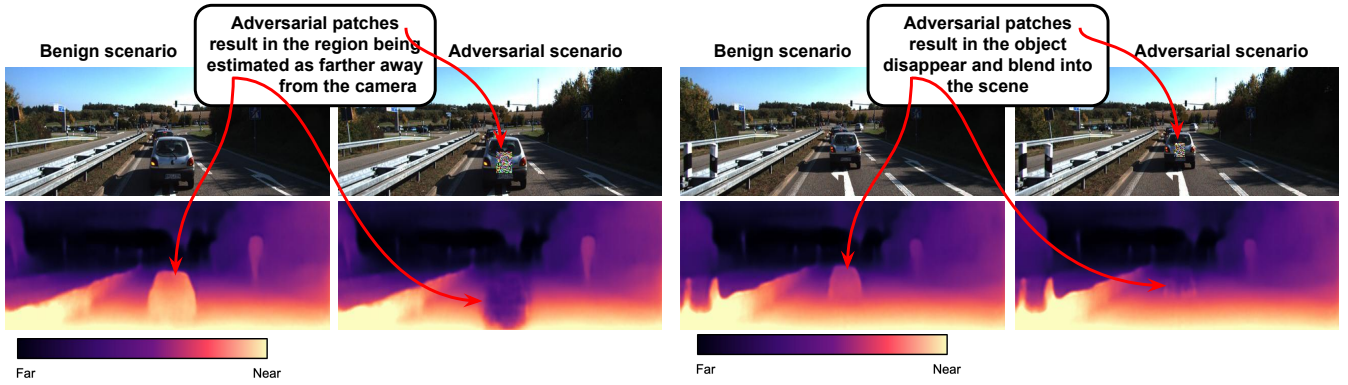 Benign scenario
Adversarial patches
result in the region being
estimated as farther away
from the camera
Adversarial scenario
Far
Near
Benign scenario
Adversarial patches
result in the object
disappear and blend into
the scene
Adversarial scenario
Far
Near